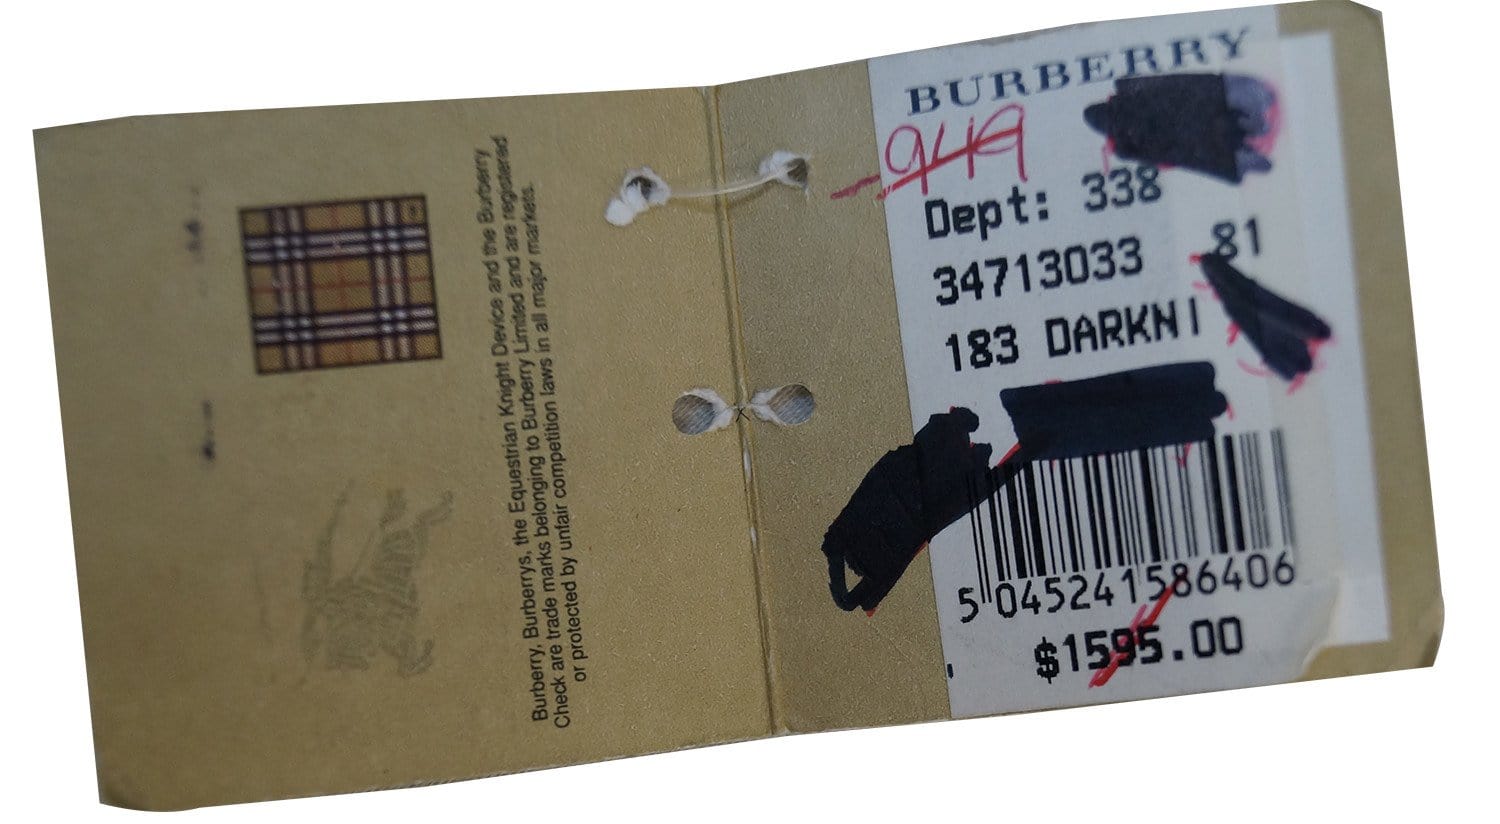 Burberry, Burberrys, the Equestrian Knight Device and the Burberry
Check are trade marks belonging to Burberry Limited and are registered
or protected by unfair competition laws in all major markets.
BURBERRY
949
Dept: 338
34713033 81
183 DARKNI
5 045241 586406
$1595.00